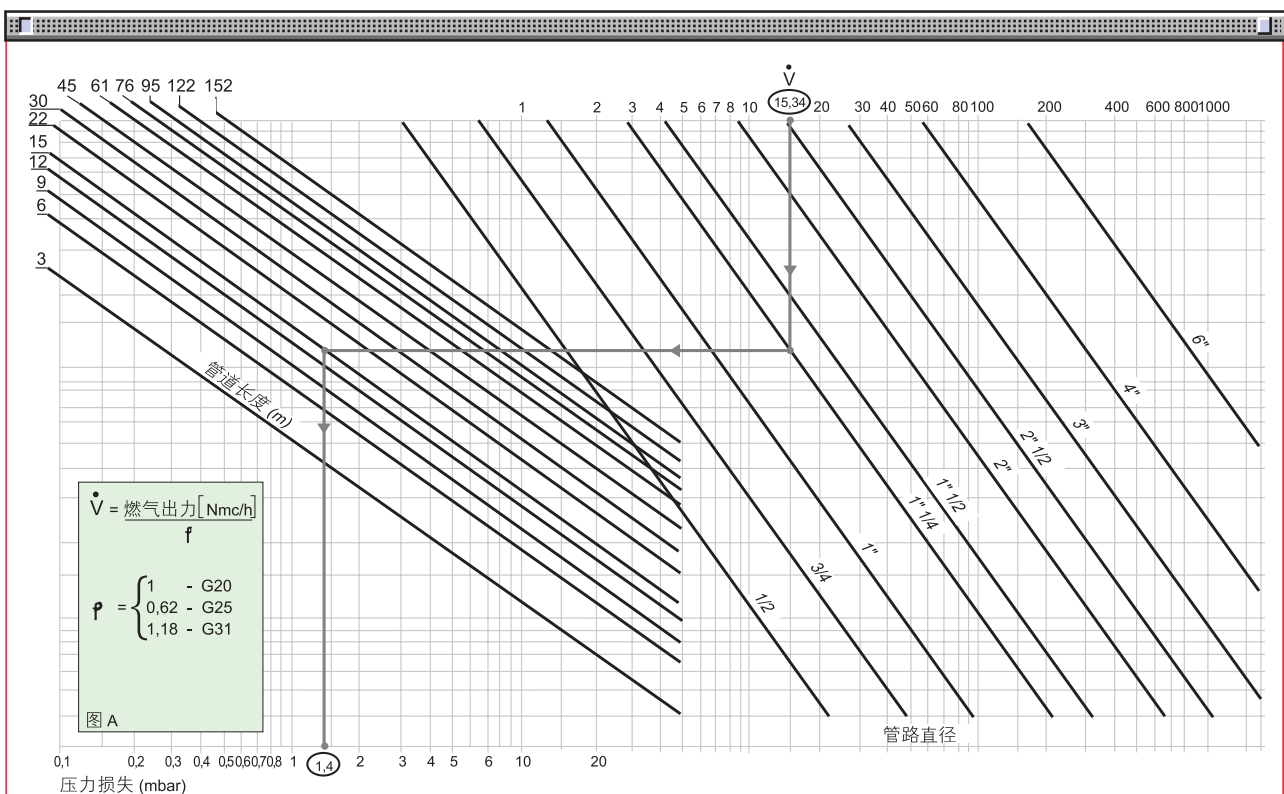 V̇
45 61 76 95 122 152
1 2 3 4 5 6 7 8 10 15,34 20 30 40 50 60 80 100 200 400 600 800 1000
30
22
15
12
9
6
3
管道长度 (m)
6"
4"
3"
2" 1/2
2"
1" 1/2
1" 1/4
1"
3/4
1/2
V̇ = 燃气出力[Nmc/h]
f
f = { 1 - G20
0,62 - G25
1,18 - G31
图 A
管路直径
0,1 0,2 0,3 0,4 0,5 0,6 0,7 0,8 1 1,4 2 3 4 5 6 10 20
压力损失 (mbar)